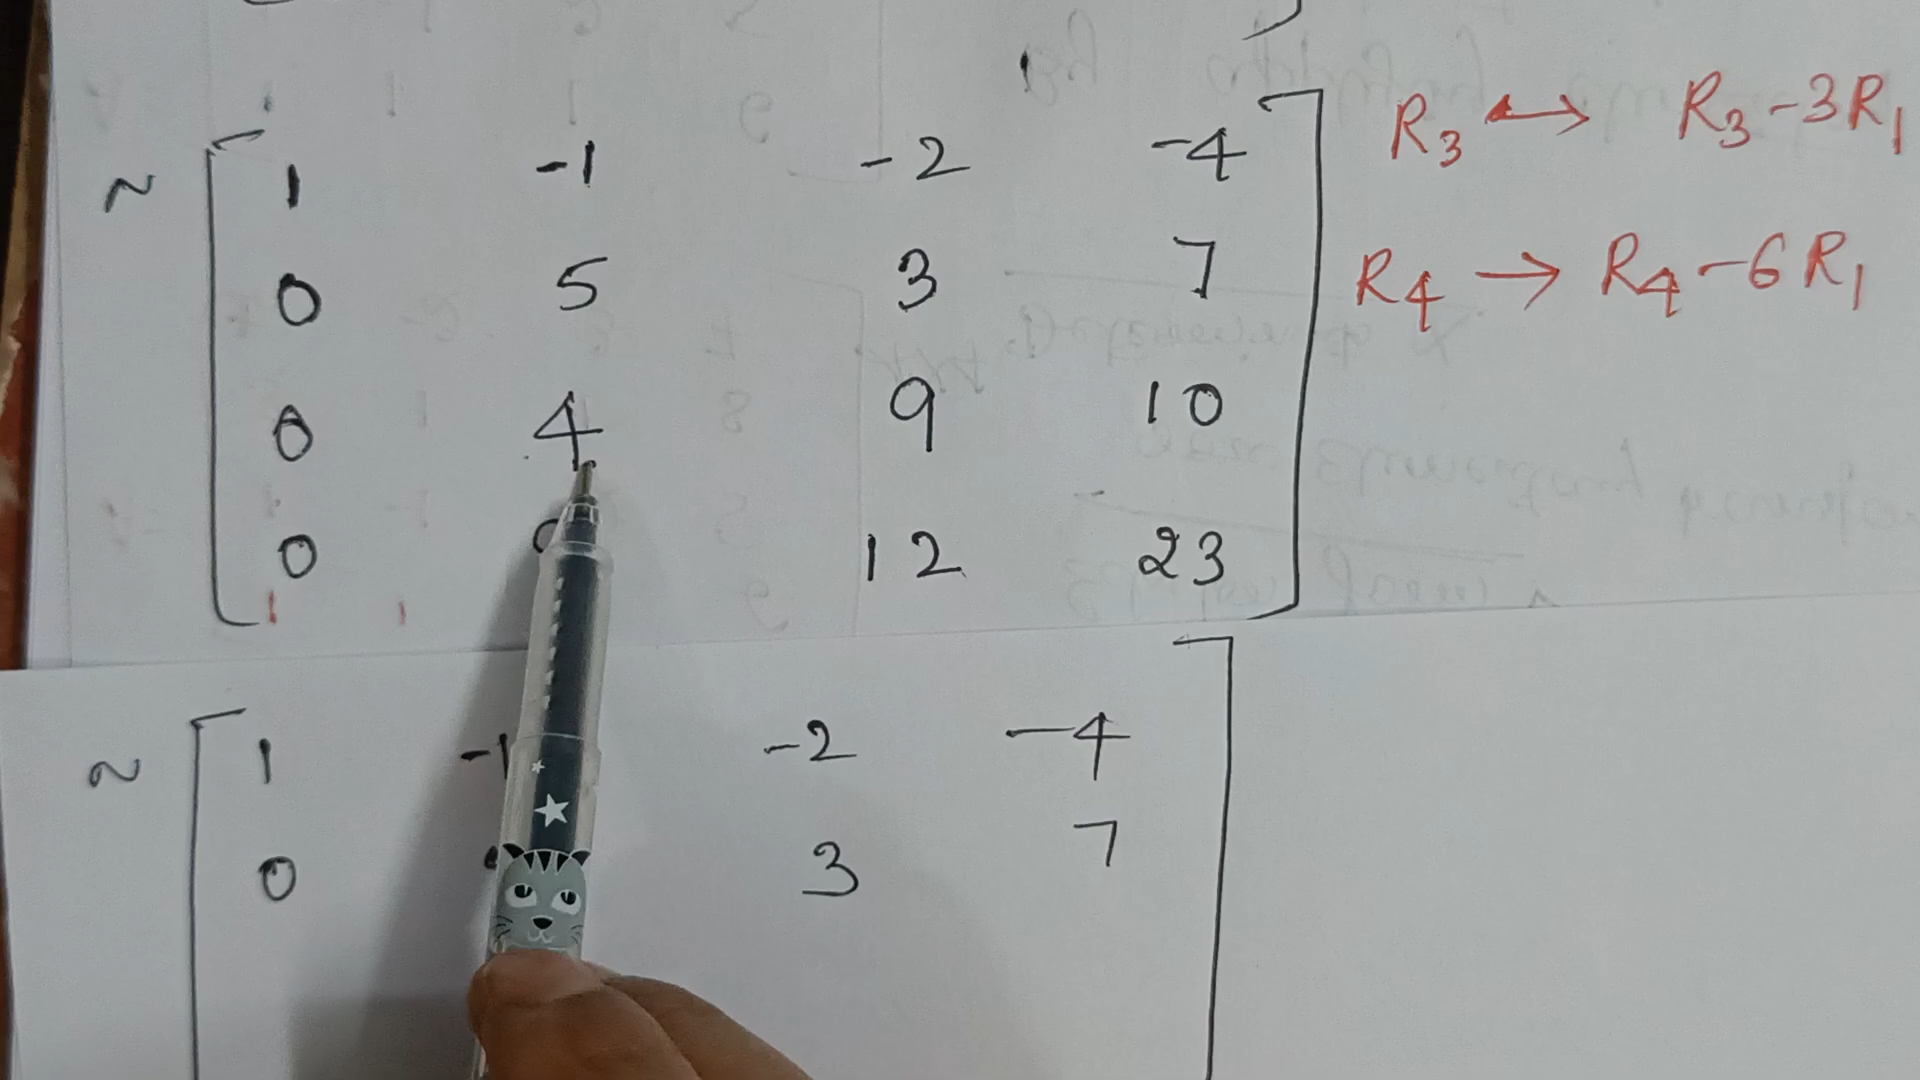 ~ 1 -1 -2 -4 R3 ↔ R3-3R1
0 5 3 7 R4 → R4-6R1
0 4 9 10
0 12 23
~ 1 -1 -2 -4
0 3 7